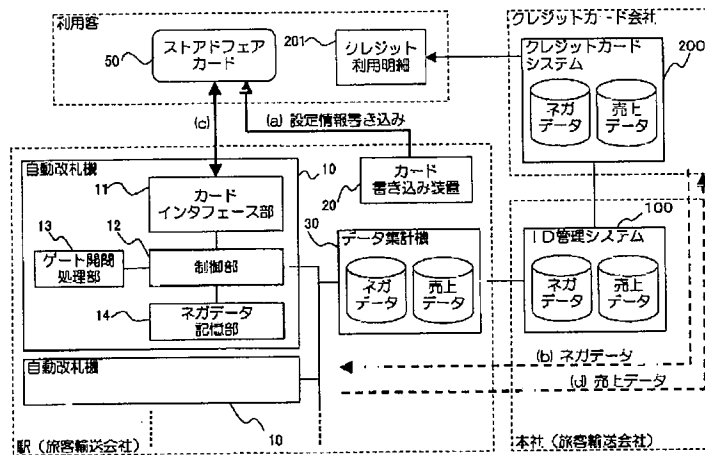 利用客
ストアドフェア
カード
50
201
シレジット
利用明細
クレジットカード会社
クレジットカード
システム
ネガ
データ
売上
データ
200
(c)
(a) 設定情報書き込み
自動改札機
10
11
カード
インタフェース部
20
カード
書き込み装置
13
12
ゲート開閉
処理部
制御部
14
ネガデータ
記憶部
30
データ集計機
ネガ
データ
売上
データ
100
ID管理システム
ネガ
データ
売上
データ
(b) ネガデータ
(d) 売上データ
自動改札機
10
駅(旅客輸送会社)
本社(旅客輸送会社)